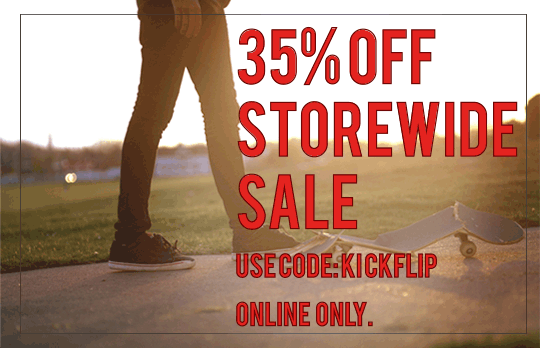 35% OFF
STOREWIDE
SALE
USE CODE: KICKFLIP
ONLINE ONLY.